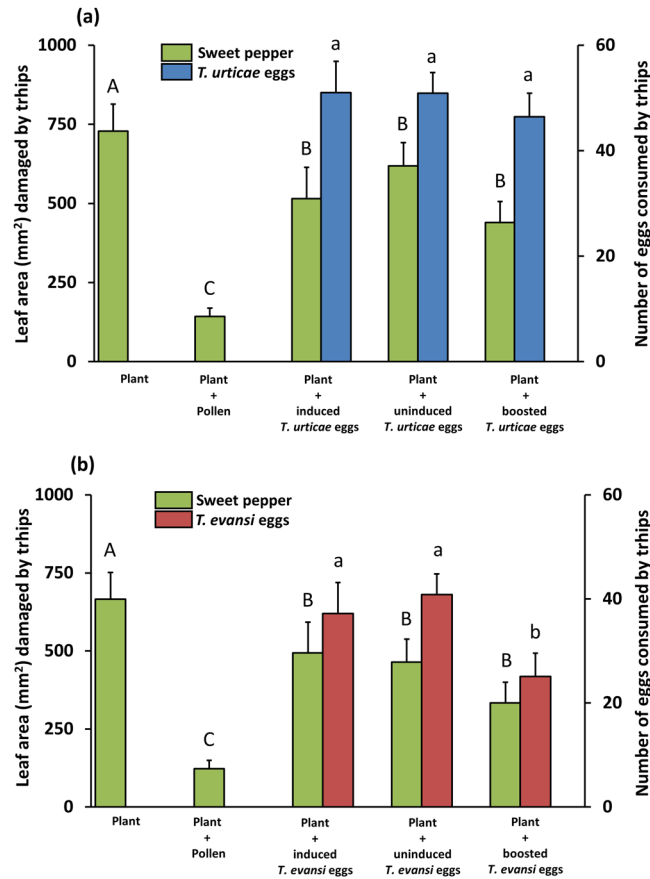 (a)
Sweet pepper
T. urticae eggs
Leaf area (mm²) damaged by trhips
1000
750
500
250
0
A
C
B
a
B
a
B
a
60
40
20
0
Number of eggs consumed by trhips
Plant
Plant
+
Pollen
Plant
+
induced
T. urticae eggs
Plant
+
uninduced
T. urticae eggs
Plant
+
boosted
T. urticae eggs
(b)
Sweet pepper
T. evansi eggs
Leaf area (mm²) damaged by trhips
1000
750
500
250
0
A
C
B
a
B
a
B
b
60
40
20
0
Number of eggs consumed by trhips
Plant
Plant
+
Pollen
Plant
+
induced
T. evansi eggs
Plant
+
uninduced
T. evansi eggs
Plant
+
boosted
T. evansi eggs